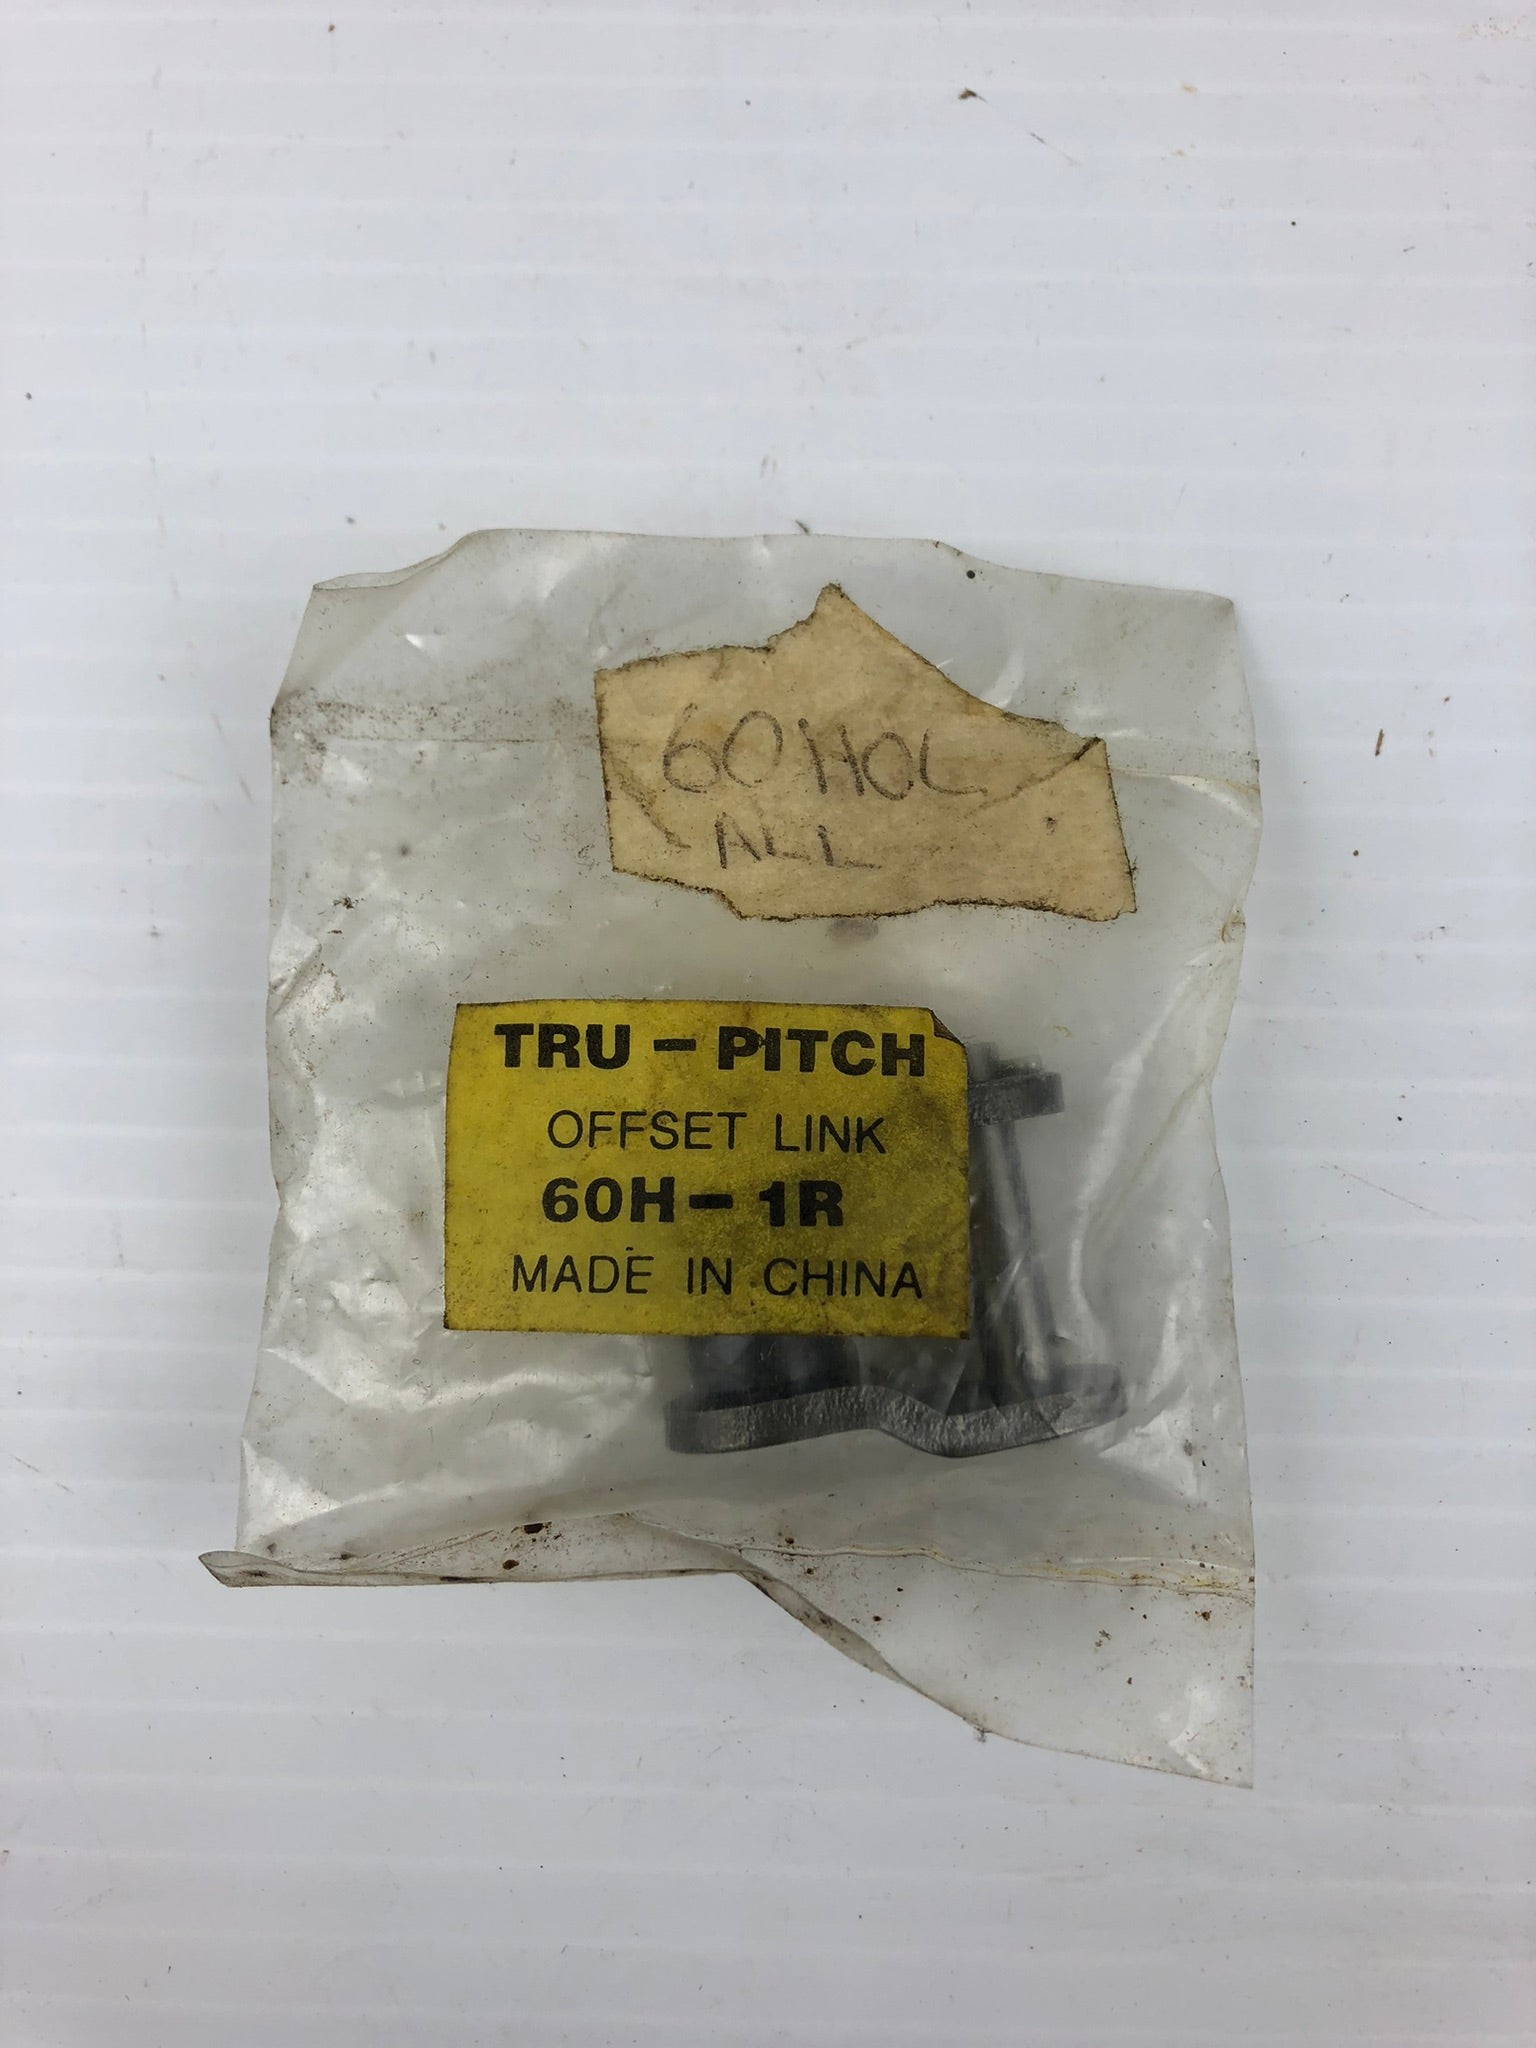 60HOL
ALL
TRU - PITCH
OFFSET LINK
60H - 1R
MADE IN CHINA